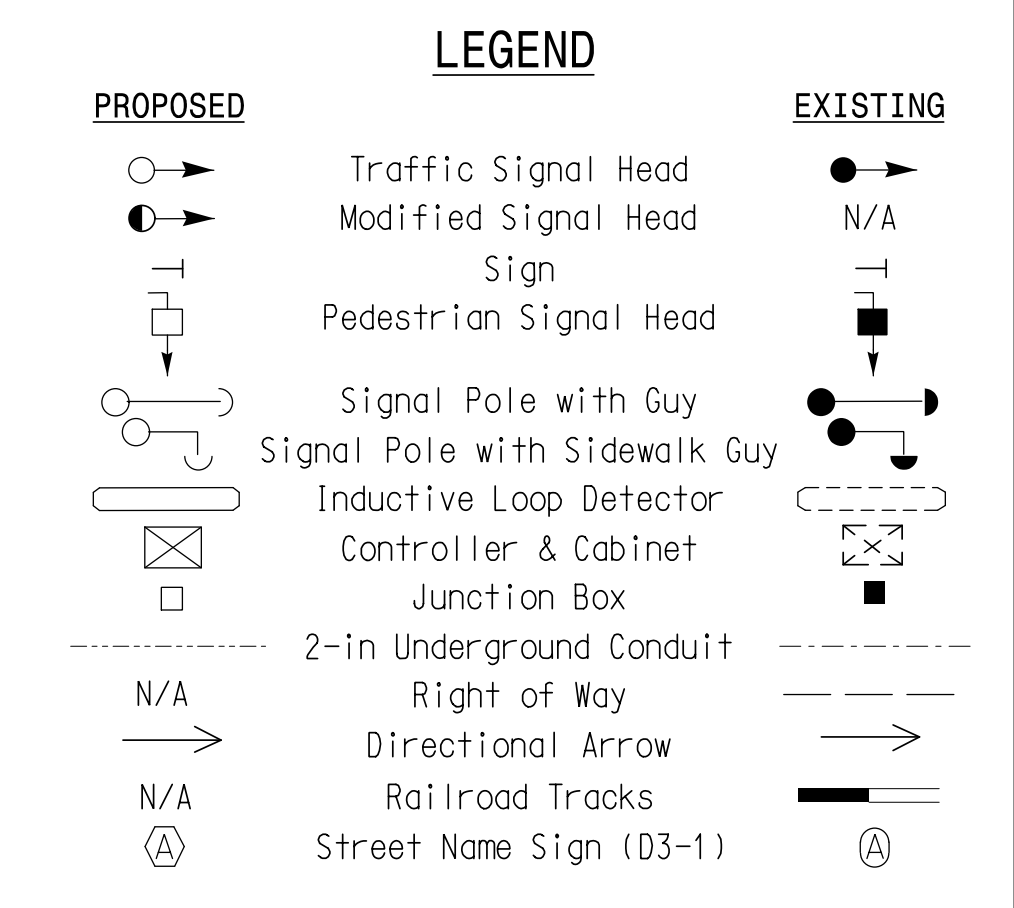 LEGEND
PROPOSED EXISTING
Traffic Signal Head
Modified Signal Head N/A
Sign
Pedestrian Signal Head
Signal Pole with Guy
Signal Pole with Sidewalk Guy
Inductive Loop Detector
Controller & Cabinet
Junction Box
2-in Underground Conduit
N/A Right of Way
Directional Arrow
N/A Railroad Tracks
A Street Name Sign (D3-1) A